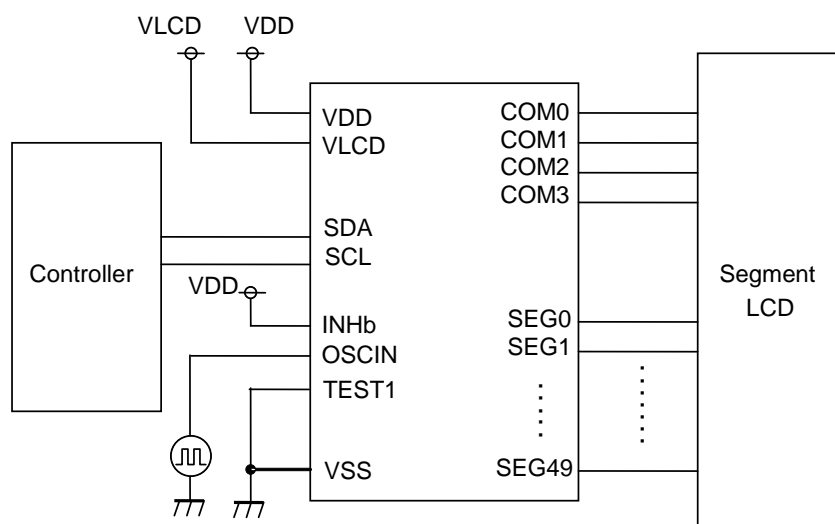 VLCD
VDD
VDD
VLCD
COM0
COM1
COM2
COM3
SDA
SCL
Controller
Segment
LCD
VDD
INHb
OSCIN
TEST1
SEG0
SEG1
VSS
SEG49